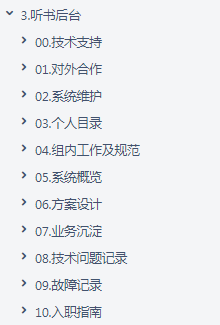 3.听书后台
00.技术支持
01.对外合作
02.系统维护
03.个人目录
04.组内工作及规范
05.系统概览
06.方案设计
07.业务沉淀
08.技术问题记录
09.故障记录
10.入职指南